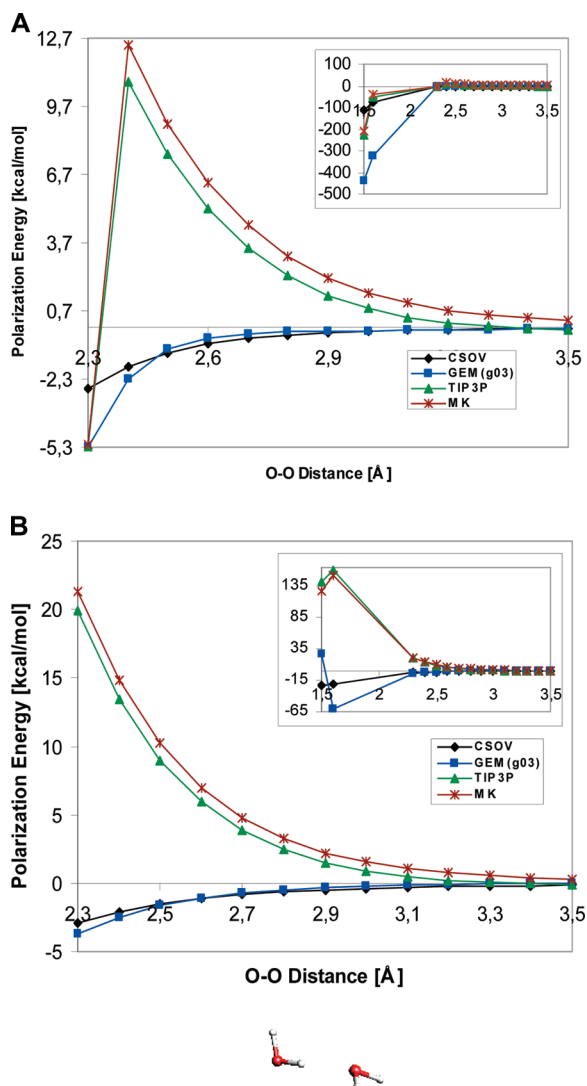 A
12,7
9,7
6,7
3,7
0,7
-2,3
-5,3
Polarization Energy [kcal/mol]
100
0
-100
-200
-300
-400
-500
1,5 2 2,5 3 3,5
2,3 2,6 2,9 3,5
CSOV
GEM (g03)
TIP3P
MK
O-O Distance [Å]
B
25
20
15
10
5
0
-5
Polarization Energy [kcal/mol]
135
85
35
-15
-65
1,5 2 2,5 3 3,5
CSOV
GEM (g03)
TIP3P
MK
2,3 2,5 2,7 2,9 3,1 3,3 3,5
O-O Distance [Å]